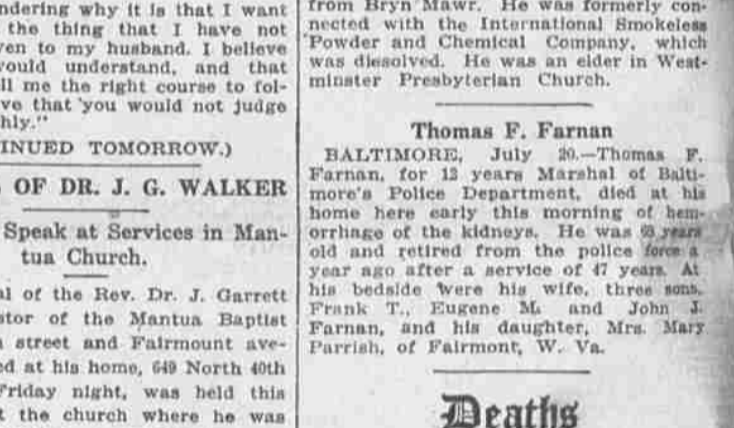 ndering why it is that I want
the thing that I have not
ven to my husband. I believe
would understand, and that
ll me the right course to fol-
ve that you would not judge
hly."
INUED TOMORROW.)
OF DR. J. G. WALKER
Speak at Services in Man-
tua Church.
al of the Rev. Dr. J. Garrett
stor of the Mantua Baptist
street and Fairmount ave-
ed at his home, 649 North 40th
Friday night, was held this
t the church where he was
from Bryn Mawr. He was formerly con-
nected with the International Smokeless
Powder and Chemical Company, which
was dissolved. He was an elder in West-
minster Presbyterian Church.
Thomas F. Farnan
BALTIMORE, July 20.—Thomas F.
Farnan, for 12 years Marshal of Balti-
more's Police Department, died at his
home here early this morning of hem-
orrhage of the kidneys. He was years
old and retired from the police force a
year ago after a service of 47 years. At
his bedside were his wife, three sons,
Frank T., Eugene M. and John J.
Farnan, and his daughter, Mrs. Mary
Parrish, of Fairmont, W. Va.
Deaths